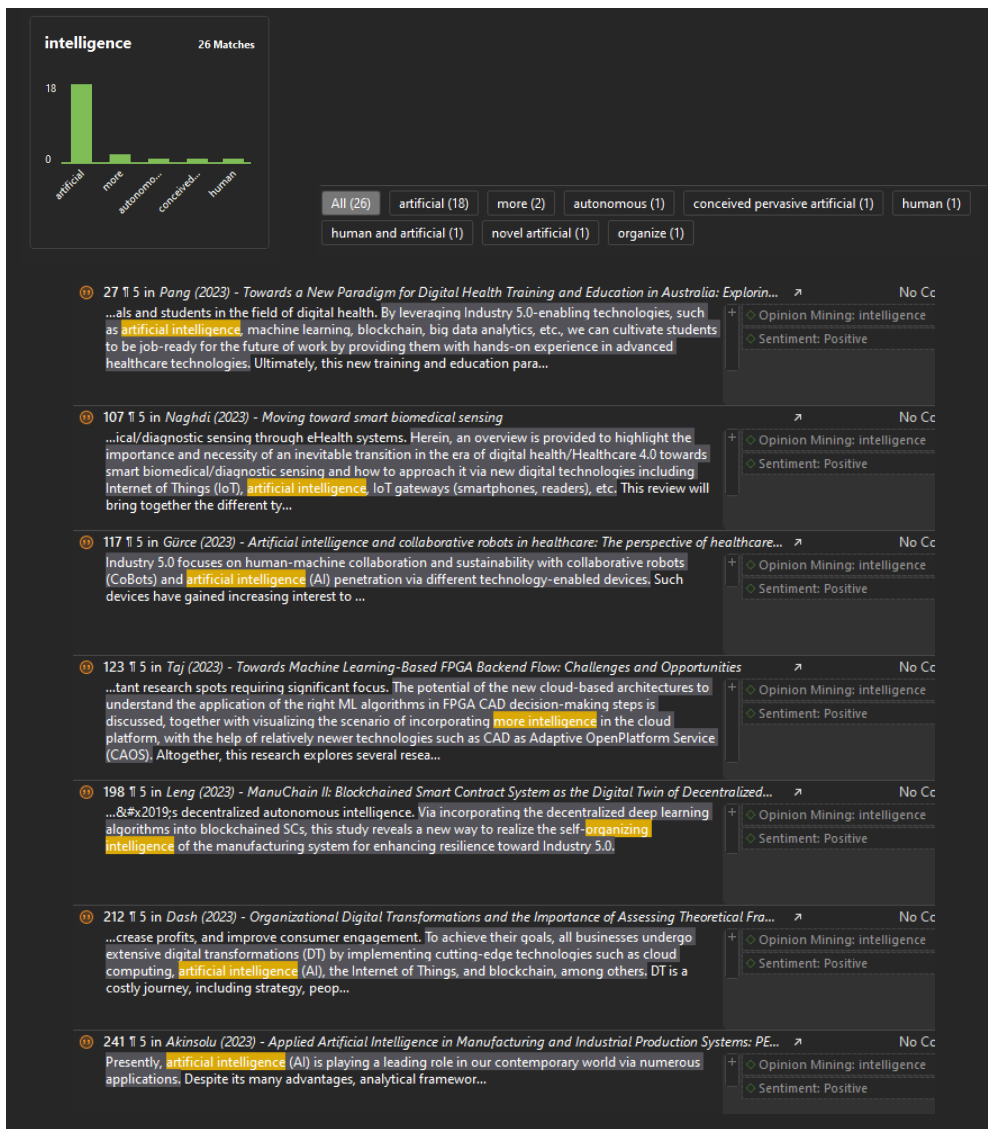 intelligence 26 Matches
18
0
artificial
more
autonomo...
conceived...
human
All (26) artificial (18) more (2) autonomous (1) conceived pervasive artificial (1) human (1)
human and artificial (1) novel artificial (1) organize (1)
27 ¶ 5 in Pang (2023) - Towards a New Paradigm for Digital Health Training and Education in Australia: Explorin... ↗ No Cc
...als and students in the field of digital health. By leveraging Industry 5.0-enabling technologies, such
as artificial intelligence, machine learning, blockchain, big data analytics, etc., we can cultivate students
to be job-ready for the future of work by providing them with hands-on experience in advanced
healthcare technologies. Ultimately, this new training and education para...
+ ◇ Opinion Mining: intelligence
◇ Sentiment: Positive
107 ¶ 5 in Naghdi (2023) - Moving toward smart biomedical sensing ↗ No Cc
...ical/diagnostic sensing through eHealth systems. Herein, an overview is provided to highlight the
importance and necessity of an inevitable transition in the era of digital health/Healthcare 4.0 towards
smart biomedical/diagnostic sensing and how to approach it via new digital technologies including
Internet of Things (IoT), artificial intelligence, IoT gateways (smartphones, readers), etc. This review will
bring together the different ty...
+ ◇ Opinion Mining: intelligence
◇ Sentiment: Positive
117 ¶ 5 in Gürce (2023) - Artificial intelligence and collaborative robots in healthcare: The perspective of healthcare... ↗ No Cc
Industry 5.0 focuses on human-machine collaboration and sustainability with collaborative robots
(CoBots) and artificial intelligence (AI) penetration via different technology-enabled devices. Such
devices have gained increasing interest to ...
+ ◇ Opinion Mining: intelligence
◇ Sentiment: Positive
123 ¶ 5 in Taj (2023) - Towards Machine Learning-Based FPGA Backend Flow: Challenges and Opportunities ↗ No Cc
...tant research spots requiring significant focus. The potential of the new cloud-based architectures to
understand the application of the right ML algorithms in FPGA CAD decision-making steps is
discussed, together with visualizing the scenario of incorporating more intelligence in the cloud
platform, with the help of relatively newer technologies such as CAD as Adaptive OpenPlatform Service
(CAOS). Altogether, this research explores several resea...
+ ◇ Opinion Mining: intelligence
◇ Sentiment: Positive
198 ¶ 5 in Leng (2023) - ManuChain II: Blockchained Smart Contract System as the Digital Twin of Decentralized... ↗ No Cc
...&#x2019;s decentralized autonomous intelligence. Via incorporating the decentralized deep learning
algorithms into blockchained SCs, this study reveals a new way to realize the self-organizing
intelligence of the manufacturing system for enhancing resilience toward Industry 5.0.
+ ◇ Opinion Mining: intelligence
◇ Sentiment: Positive
212 ¶ 5 in Dash (2023) - Organizational Digital Transformations and the Importance of Assessing Theoretical Fra... ↗ No Cc
...crease profits, and improve consumer engagement. To achieve their goals, all businesses undergo
extensive digital transformations (DT) by implementing cutting-edge technologies such as cloud
computing, artificial intelligence (AI), the Internet of Things, and blockchain, among others. DT is a
costly journey, including strategy, peop...
+ ◇ Opinion Mining: intelligence
◇ Sentiment: Positive
241 ¶ 5 in Akinsolu (2023) - Applied Artificial Intelligence in Manufacturing and Industrial Production Systems: PE... ↗ No Cc
Presently, artificial intelligence (AI) is playing a leading role in our contemporary world via numerous
applications. Despite its many advantages, analytical framewor...
+ ◇ Opinion Mining: intelligence
◇ Sentiment: Positive